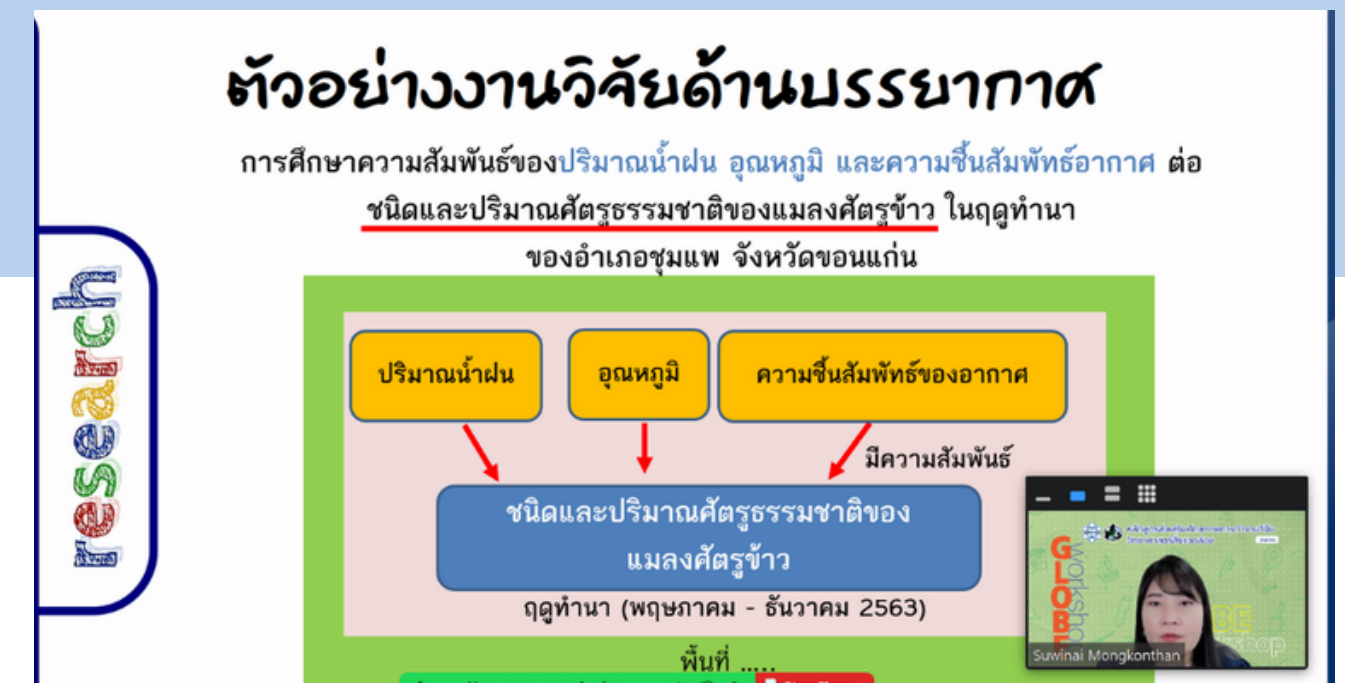 ตัวอย่างงานวิจัยด้านบรรยากาศ
การศึกษาความสัมพันธ์ของปริมาณน้ำฝน อุณหภูมิ และความชื้นสัมพัทธ์อากาศ ต่อ
ชนิดและปริมาณศัตรูธรรมชาติของแมลงศัตรูข้าว ในฤดูทำนา
ของอำเภอชุมแพ จังหวัดขอนแก่น
research
ปริมาณน้ำฝน
อุณหภูมิ
ความชื้นสัมพัทธ์ของอากาศ
มีความสัมพันธ์
ชนิดและปริมาณศัตรูธรรมชาติของ
แมลงศัตรูข้าว
ฤดูทำนา (พฤษภาคม - ธันวาคม 2563)
พื้นที่ .....
GLOBE
workshop
Suwinai Mongkonthan